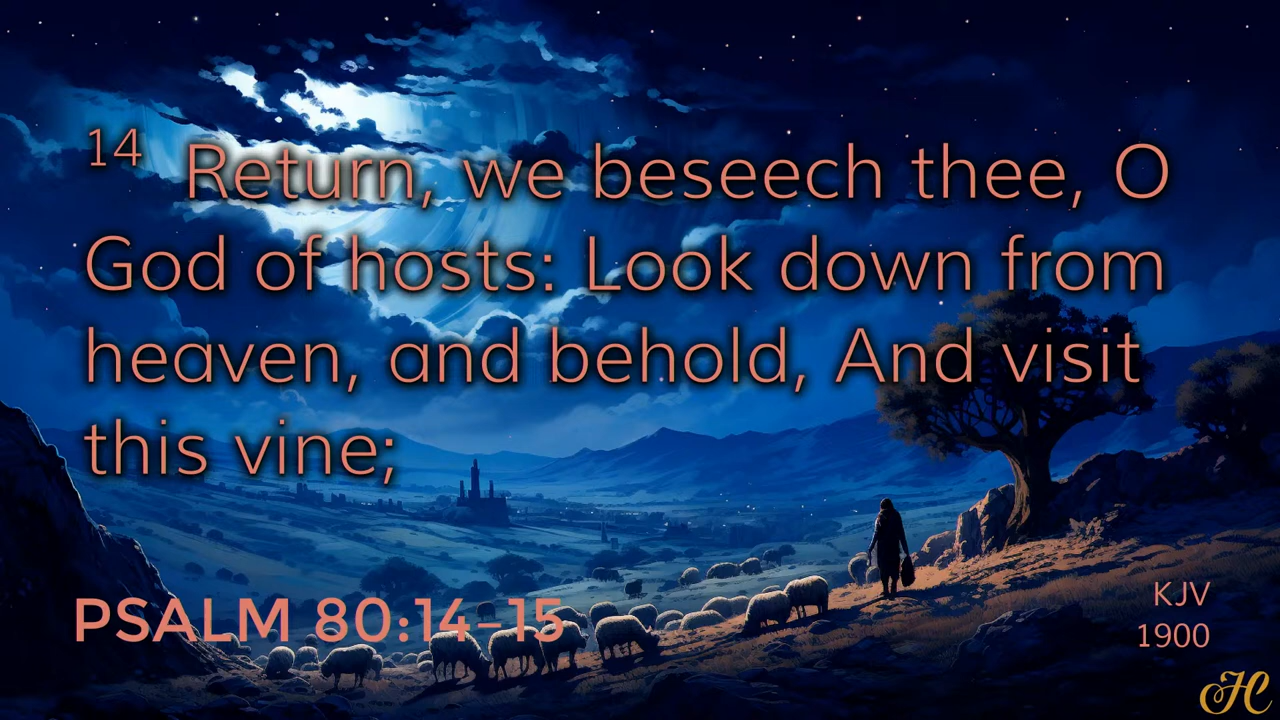 14 Return, we beseech thee, O
God of hosts: Look down from
heaven, and behold, And visit
this vine;
PSALM 80:14–15
KJV
1900
JC